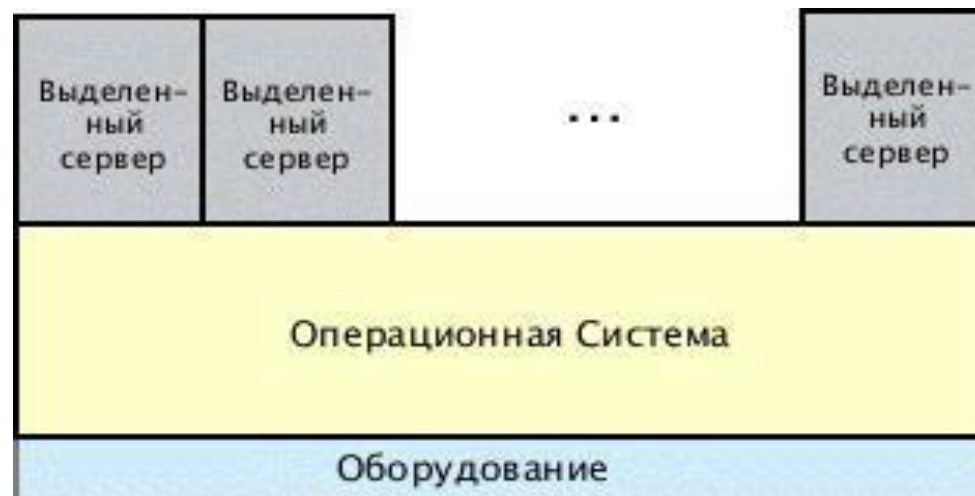 Выделен-
ный
сервер
Выделен-
ный
сервер
...
Выделен-
ный
сервер
Операционная Система
Оборудование